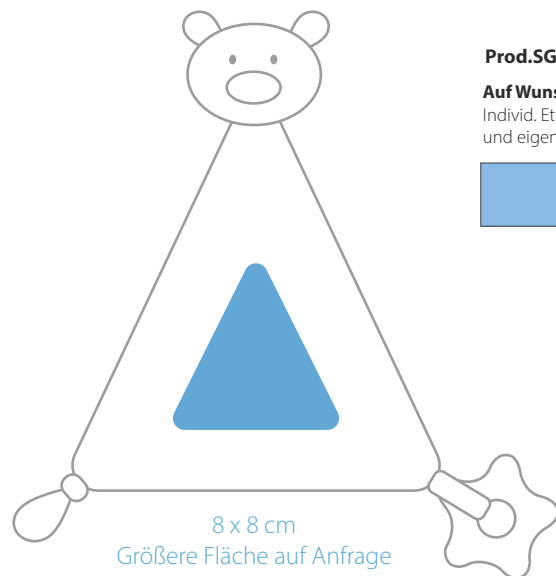 Prod.SG
Auf Wuns
Individ. Et
und eigen
8 x 8 cm
Größere Fläche auf Anfrage